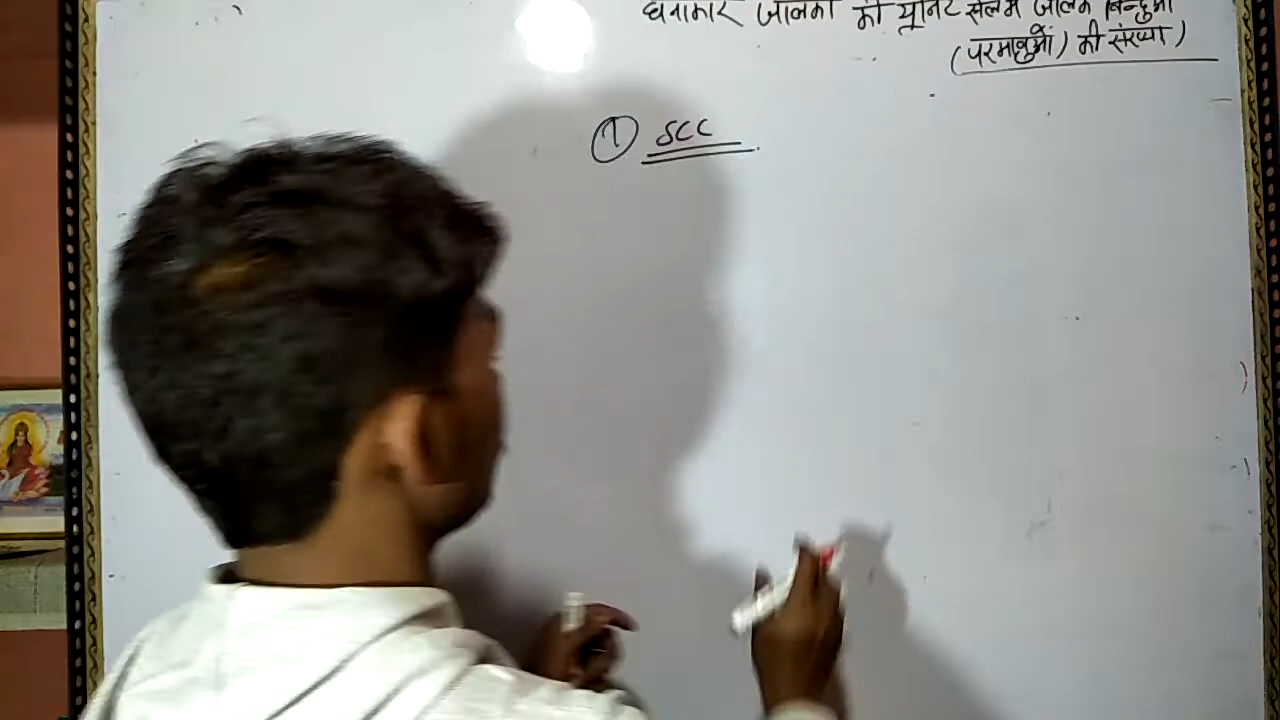 घनाकार जालकों की यूनिट सेल में जालक बिन्दुओं
(परमाणुओं) की संख्या)
① SCC